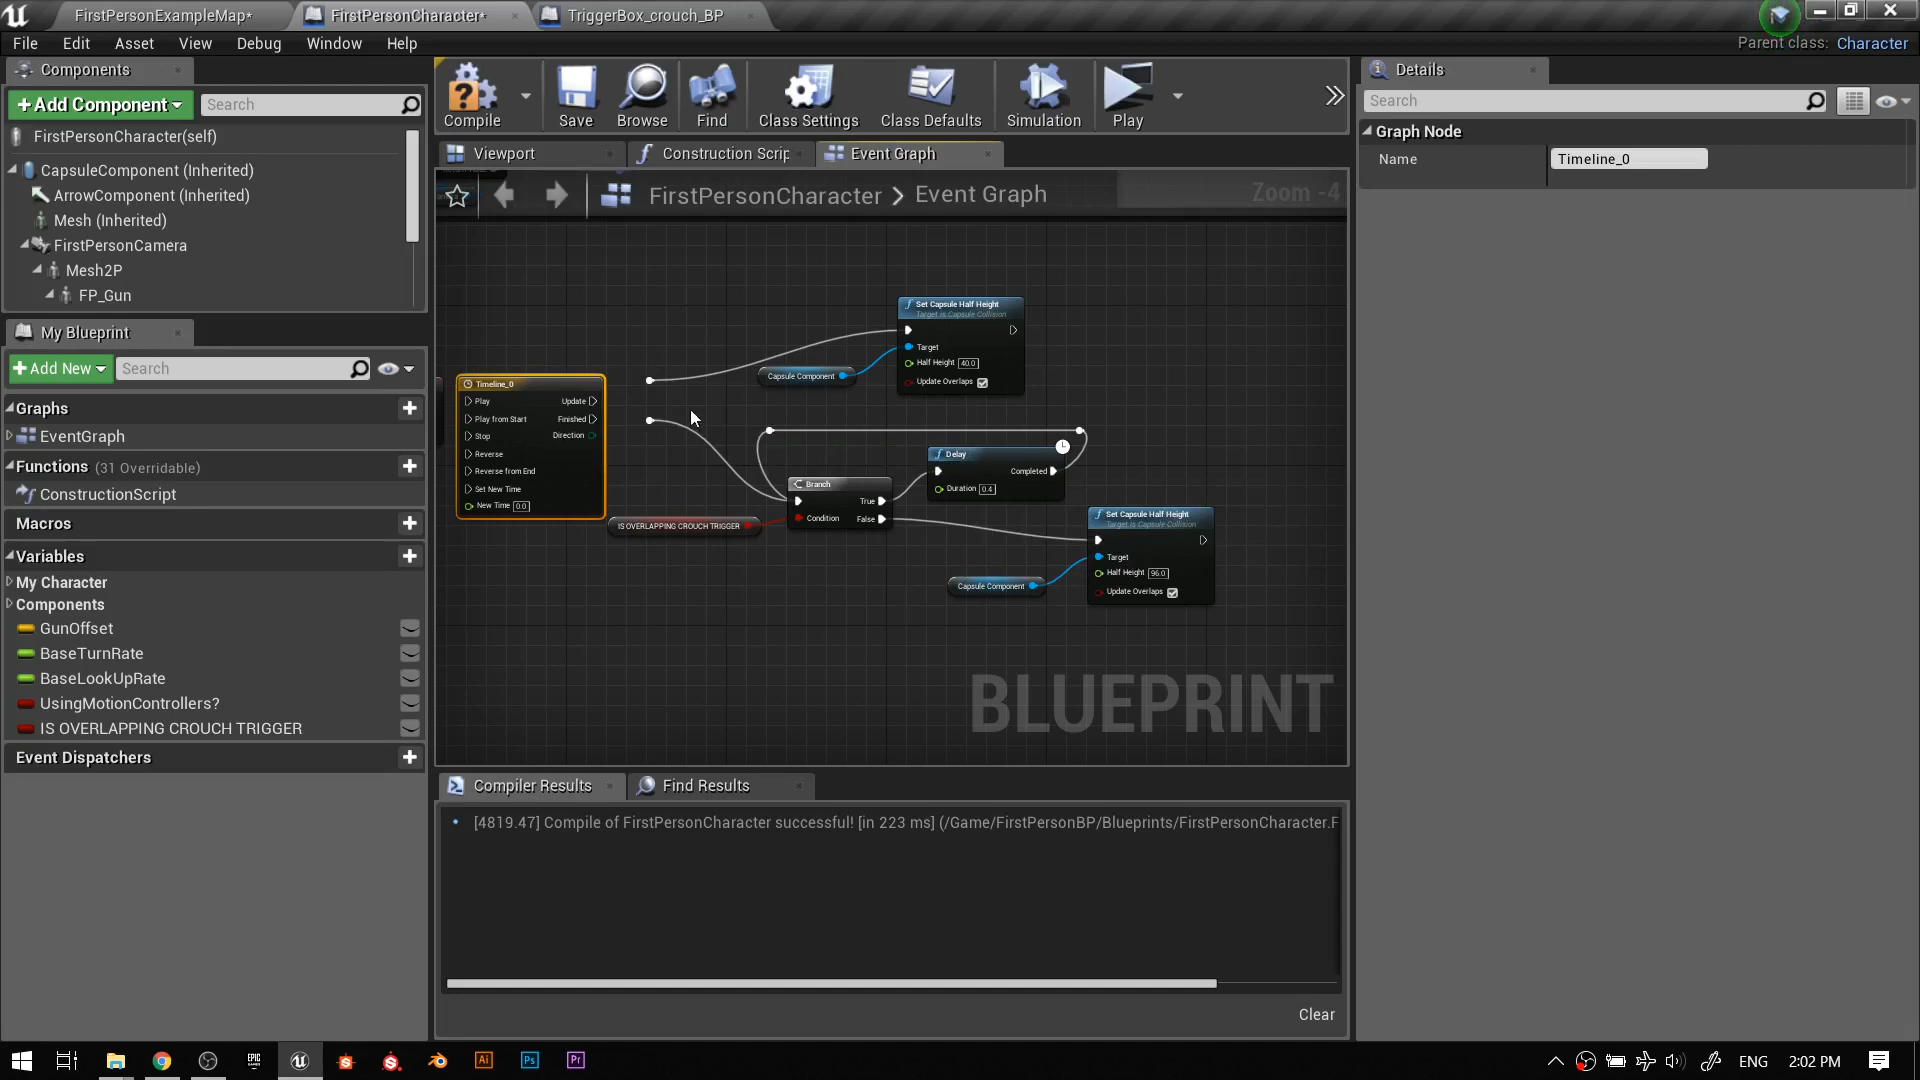 FirstPersonExampleMap*
FirstPersonCharacter*
TriggerBox_crouch_BP
File Edit Asset View Debug Window Help
Parent class: Character
Components
+Add Component
Search
FirstPersonCharacter(self)
CapsuleComponent (Inherited)
ArrowComponent (Inherited)
Mesh (Inherited)
FirstPersonCamera
Mesh2P
FP_Gun
My Blueprint
+Add New
Search
Graphs
EventGraph
Functions (31 Overridable)
ConstructionScript
Macros
Variables
My Character
Components
GunOffset
BaseTurnRate
BaseLookUpRate
UsingMotionControllers?
IS OVERLAPPING CROUCH TRIGGER
Event Dispatchers
Compile Save Browse Find Class Settings Class Defaults Simulation Play
Viewport
Construction Scrip
Event Graph
FirstPersonCharacter > Event Graph
Zoom -4
Timeline_0
Play Update
Play from Start Finished
Stop Direction
Reverse
Reverse from End
Set New Time
New Time 0.0
Set Capsule Half Height
Target is Capsule Collision
Target
Half Height 40.0
Update Overlaps
Capsule Component
Delay
Completed
Duration 0.4
Branch
True
Condition False
IS OVERLAPPING CROUCH TRIGGER
Set Capsule Half Height
Target is Capsule Collision
Target
Half Height 96.0
Update Overlaps
Capsule Component
BLUEPRINT
Compiler Results
Find Results
[4819.47] Compile of FirstPersonCharacter successful! [in 223 ms] (/Game/FirstPersonBP/Blueprints/FirstPersonCharacter.F
Clear
Details
Search
Graph Node
Name Timeline_0
EPIC
GAMES
Ai
Ps
Pr
ENG
2:02 PM